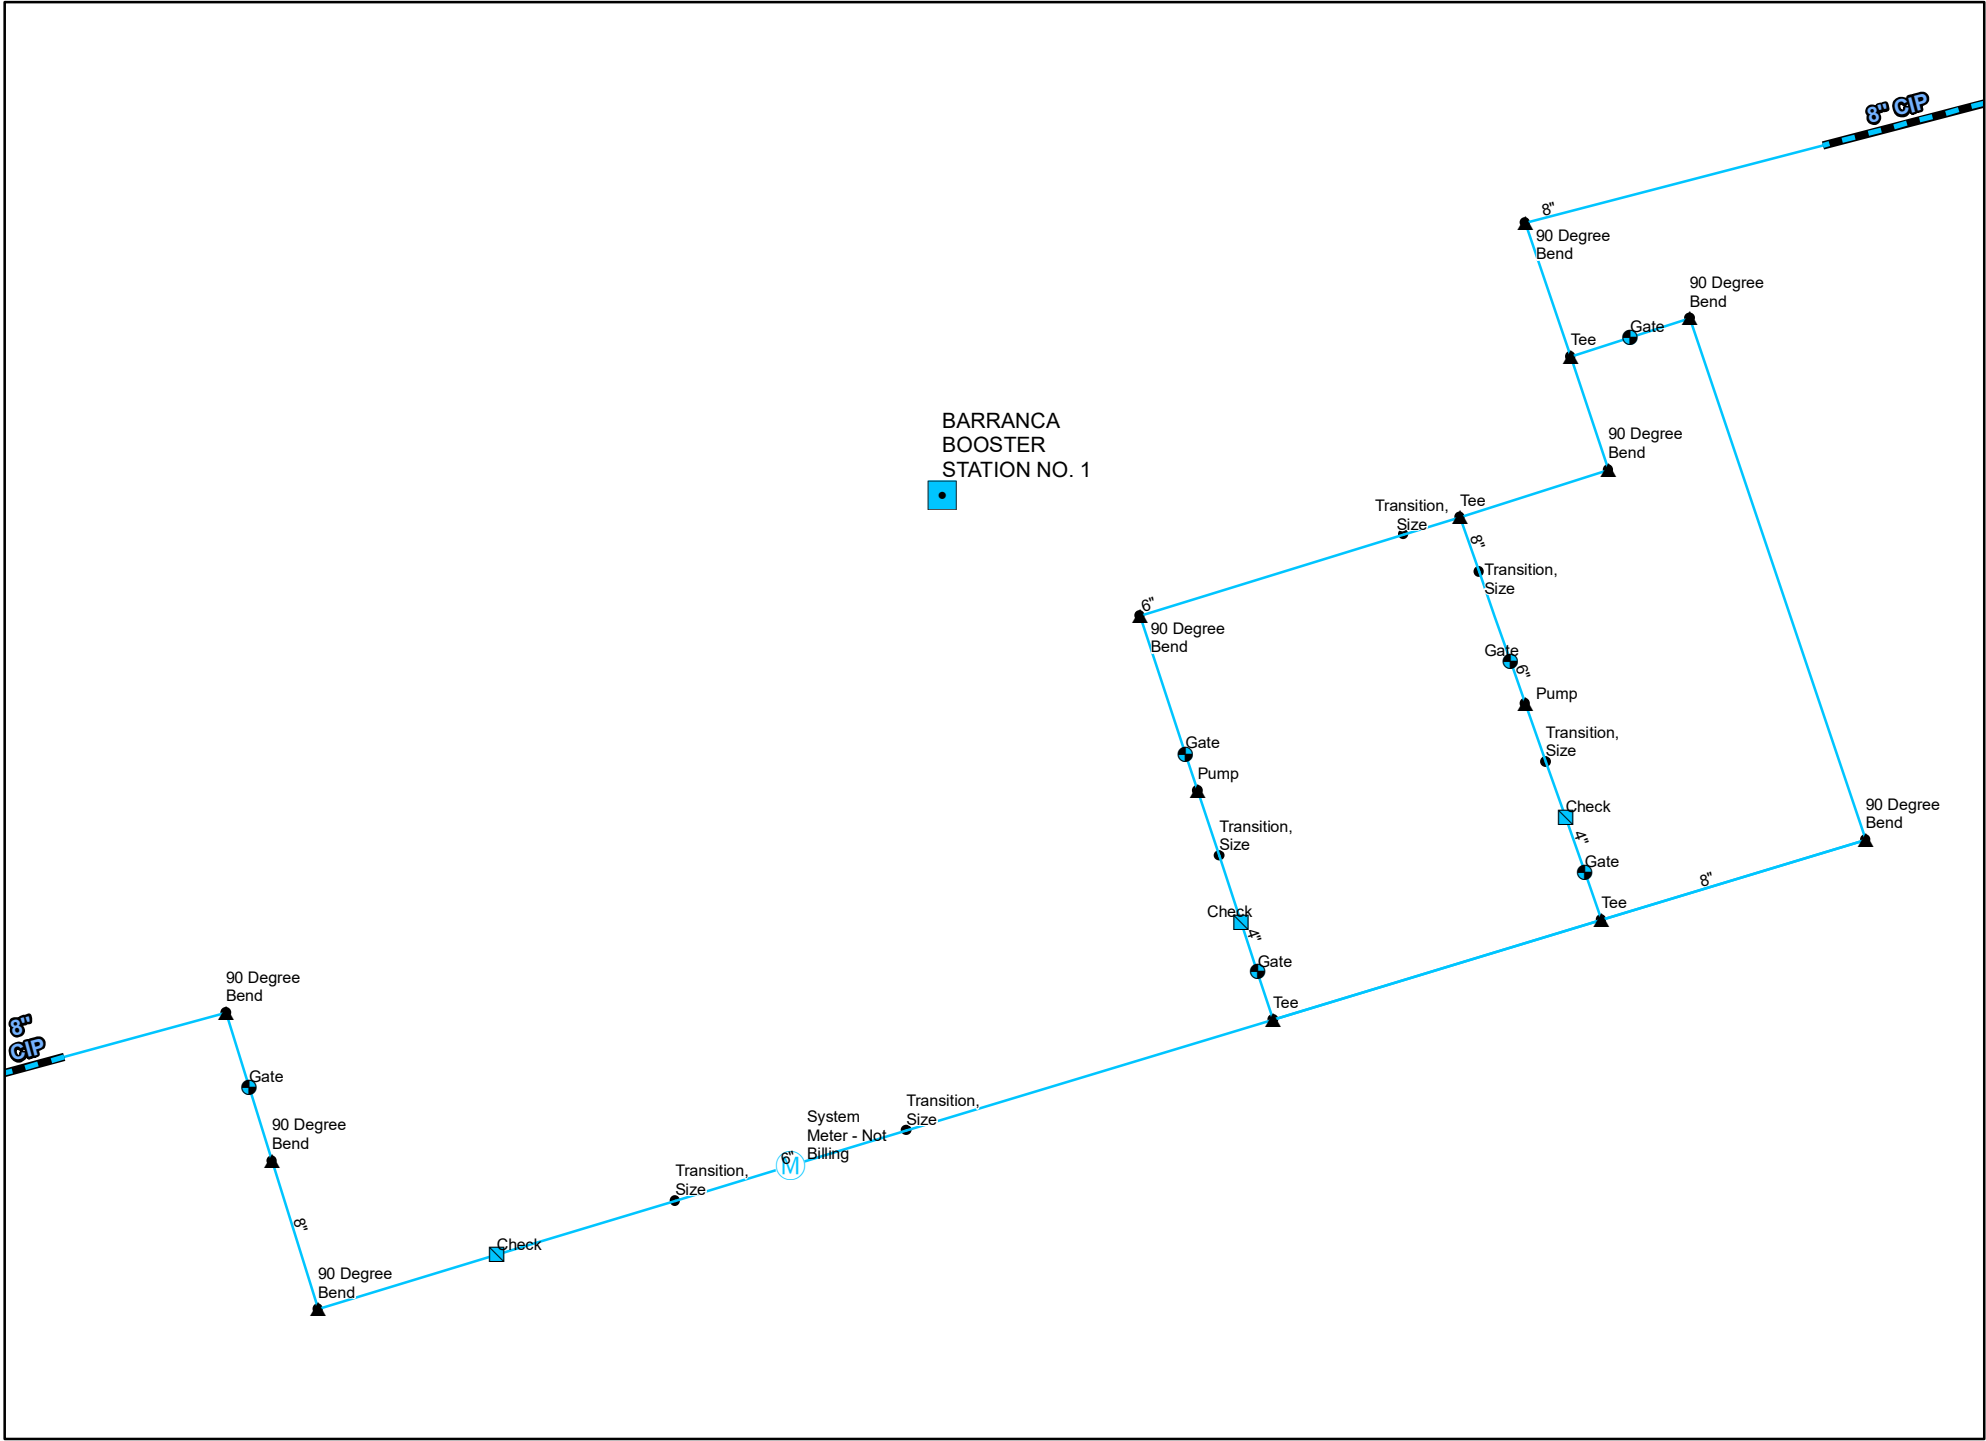 8" CIP
8"
90 Degree
Bend
90 Degree
Bend
Gate
Tee
BARRANCA
BOOSTER
STATION NO. 1
90 Degree
Bend
Transition,
Size
Tee
8"
Transition,
Size
6"
90 Degree
Bend
Gate
6"
Pump
Transition,
Size
Gate
Pump
Check
4"
Transition,
Size
90 Degree
Bend
Gate
8"
Tee
Check
4"
Gate
Tee
90 Degree
Bend
8"
CIP
Gate
90 Degree
Bend
Transition,
Size
System
Meter - Not
Billing
6"
M
Transition,
Size
8"
Check
90 Degree
Bend